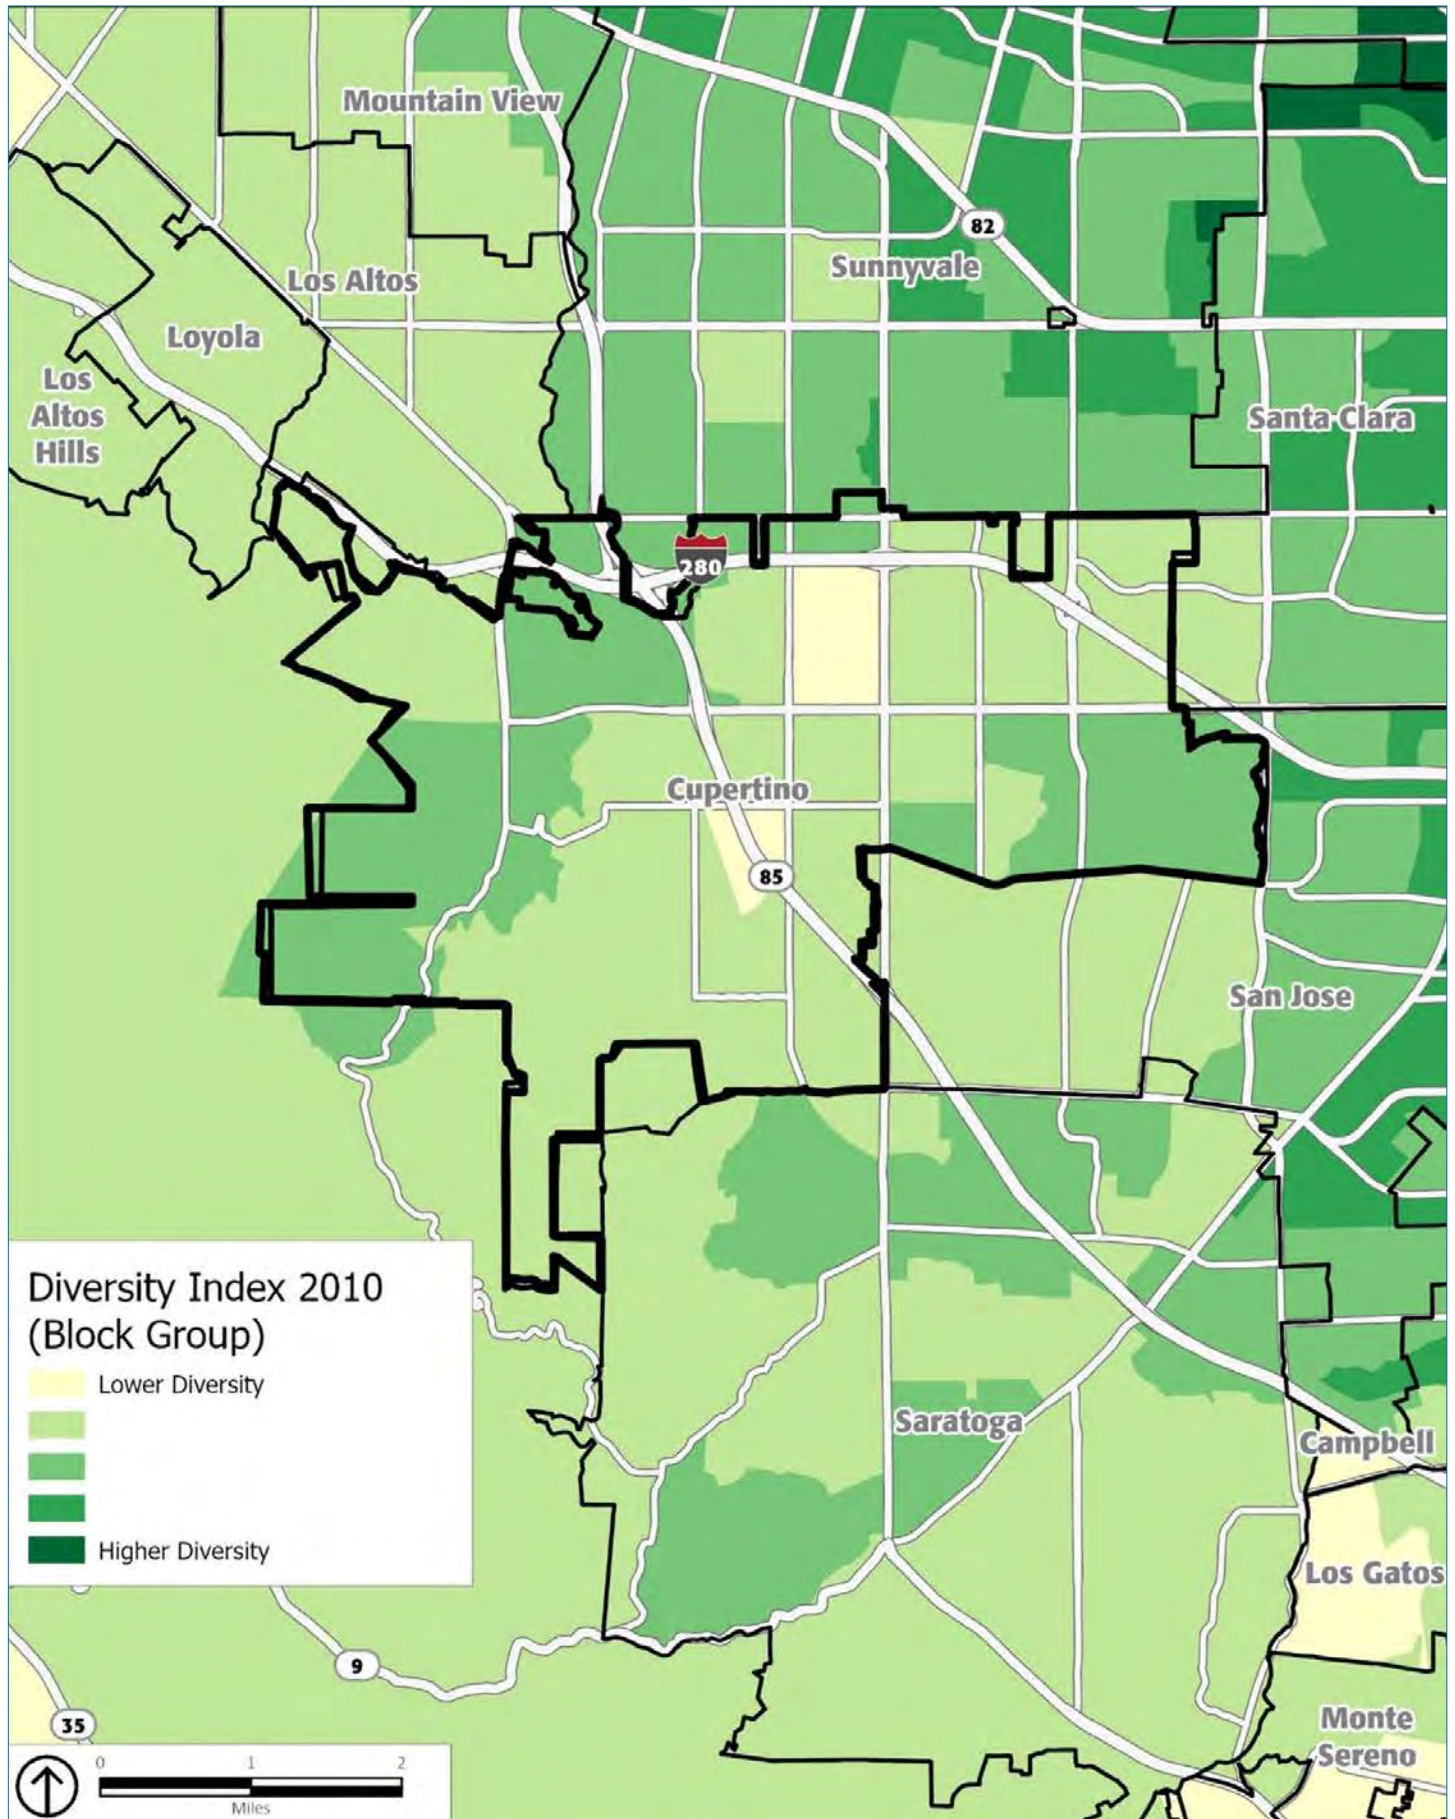 Mountain View
82
Sunnyvale
Los Altos
Loyola
Los
Altos
Hills
Santa Clara
280
Cupertino
85
San Jose
Diversity Index 2010
(Block Group)
Lower Diversity
Higher Diversity
Saratoga
Campbell
Los Gatos
9
35
Monte
Sereno
0 1 2
Miles